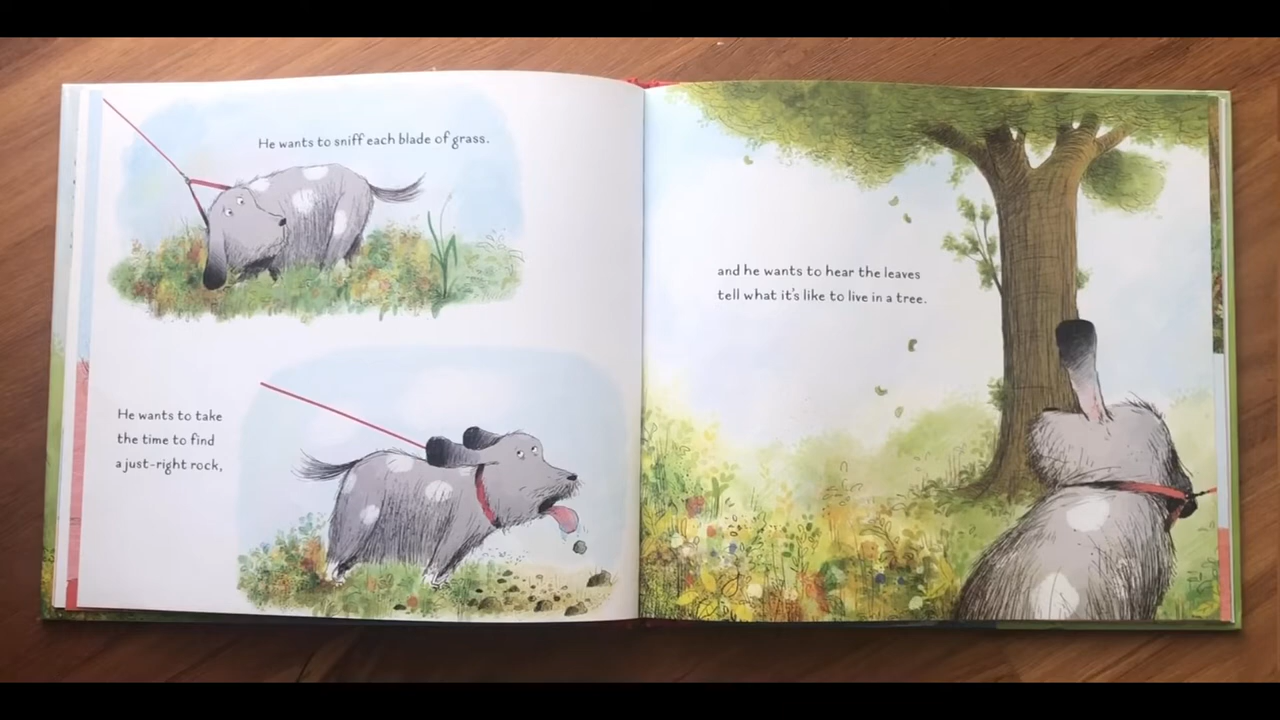 He wants to sniff each blade of grass.
He wants to take
the time to find
a just-right rock,
and he wants to hear the leaves
tell what it's like to live in a tree.